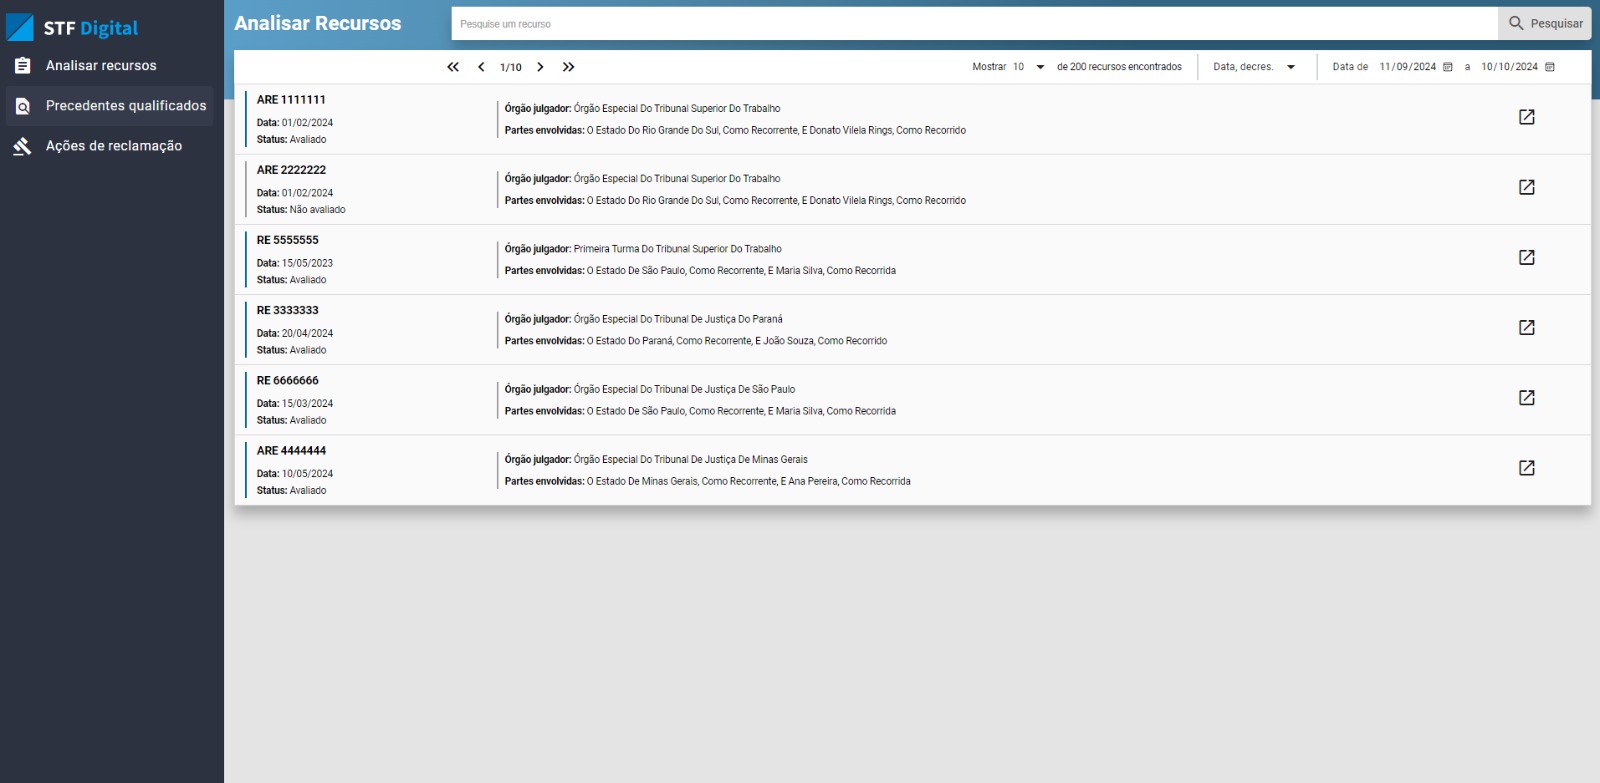 STF Digital
Analisar recursos
Precedentes qualificados
Ações de reclamação
Analisar Recursos
Pesquise um recurso
Pesquisar
1/10
Mostrar 10 de 200 recursos encontrados
Data, decres.
Data de 11/09/2024 a 10/10/2024
ARE 1111111
Data: 01/02/2024
Status: Avaliado
Órgão julgador: Órgão Especial Do Tribunal Superior Do Trabalho
Partes envolvidas: O Estado Do Rio Grande Do Sul, Como Recorrente, E Donato Vilela Rings, Como Recorrido
ARE 2222222
Data: 01/02/2024
Status: Não avaliado
Órgão julgador: Órgão Especial Do Tribunal Superior Do Trabalho
Partes envolvidas: O Estado Do Rio Grande Do Sul, Como Recorrente, E Donato Vilela Rings, Como Recorrido
RE 5555555
Data: 15/05/2023
Status: Avaliado
Órgão julgador: Primeira Turma Do Tribunal Superior Do Trabalho
Partes envolvidas: O Estado De São Paulo, Como Recorrente, E Maria Silva, Como Recorrida
RE 3333333
Data: 20/04/2024
Status: Avaliado
Órgão julgador: Órgão Especial Do Tribunal De Justiça Do Paraná
Partes envolvidas: O Estado Do Paraná, Como Recorrente, E João Souza, Como Recorrido
RE 6666666
Data: 15/03/2024
Status: Avaliado
Órgão julgador: Órgão Especial Do Tribunal De Justiça De São Paulo
Partes envolvidas: O Estado De São Paulo, Como Recorrente, E Maria Silva, Como Recorrida
ARE 4444444
Data: 10/05/2024
Status: Avaliado
Órgão julgador: Órgão Especial Do Tribunal De Justiça De Minas Gerais
Partes envolvidas: O Estado De Minas Gerais, Como Recorrente, E Ana Pereira, Como Recorrida